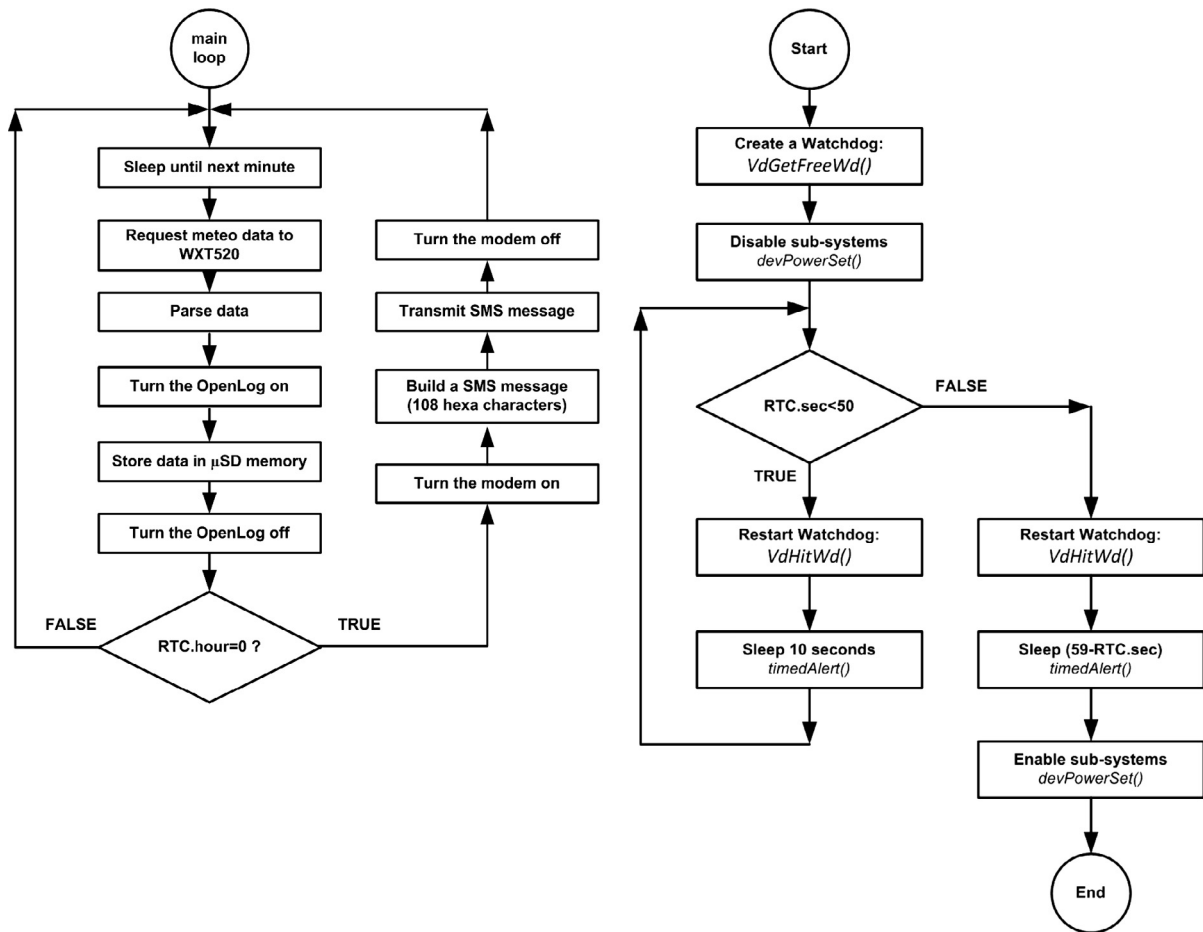 main
loop
Sleep until next minute
Request meteo data to
WXT520
Parse data
Turn the OpenLog on
Store data in μSD memory
Turn the OpenLog off
RTC.hour=0 ?
FALSE
TRUE
Turn the modem on
Build a SMS message
(108 hexa characters)
Transmit SMS message
Turn the modem off
Start
Create a Watchdog:
VdGetFreeWd()
Disable sub-systems
devPowerSet()
RTC.sec<50
FALSE
TRUE
Restart Watchdog:
VdHitWd()
Sleep 10 seconds
timedAlert()
Restart Watchdog:
VdHitWd()
Sleep (59-RTC.sec)
timedAlert()
Enable sub-systems
devPowerSet()
End